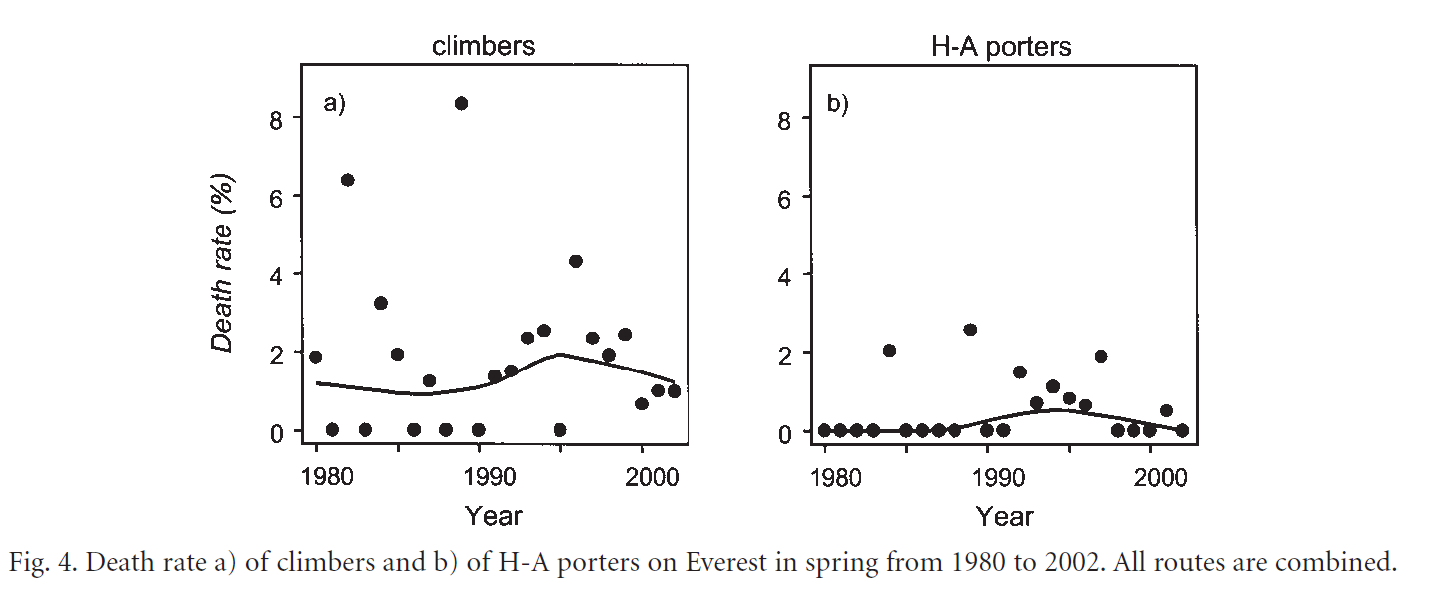 climbers
H-A porters
a)
b)
8
6
4
2
0
8
6
4
2
0
Death rate (%)
1980
1990
2000
1980
1990
2000
Year
Year
Fig. 4. Death rate a) of climbers and b) of H-A porters on Everest in spring from 1980 to 2002. All routes are combined.